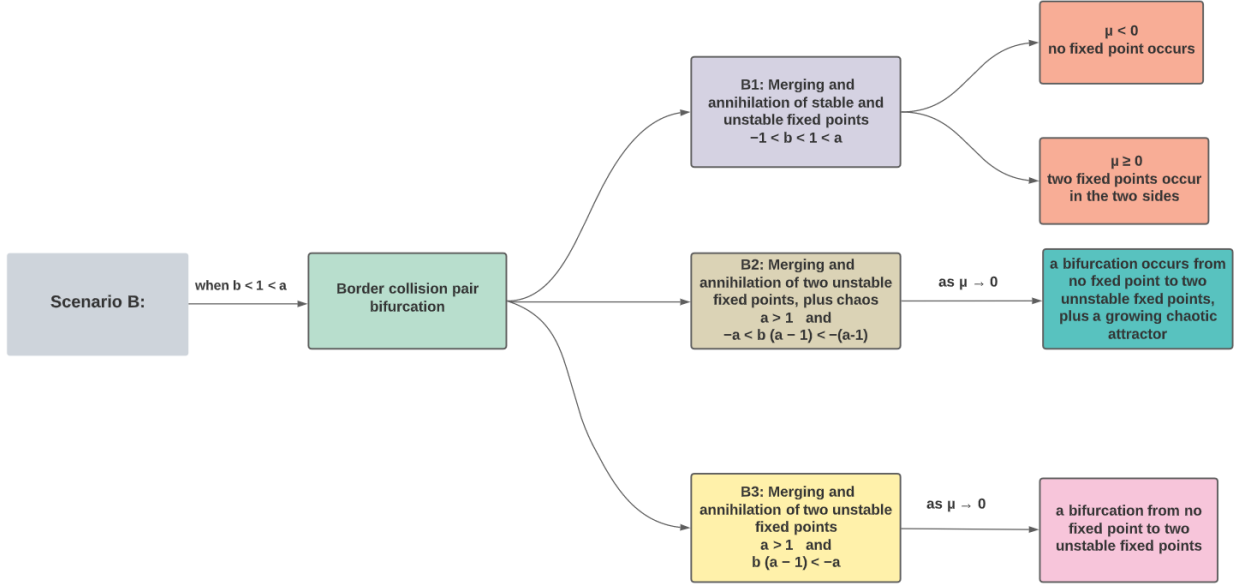 Scenario B:
when b < 1 < a
Border collision pair
bifurcation
B1: Merging and
annihilation of stable and
unstable fixed points
−1 < b < 1 < a
µ < 0
no fixed point occurs
µ ≥ 0
two fixed points occur
in the two sides
B2: Merging and
annihilation of two unstable
fixed points, plus chaos
a > 1 and
−a < b (a − 1) < −(a-1)
as µ → 0
a bifurcation occurs from
no fxed point to two
unnstable fxed points,
plus a growing chaotic
attractor
B3: Merging and
annihilation of two unstable
fixed points
a > 1 and
b (a − 1) < −a
as µ → 0
a bifurcation from no
fixed point to two
unstable fixed points